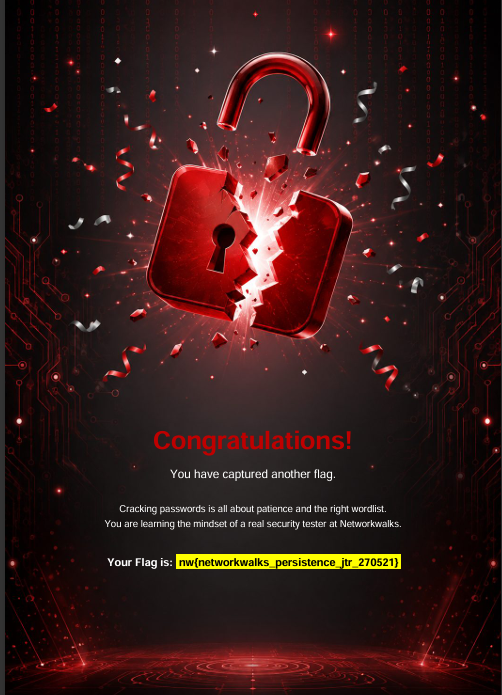 Congratulations!
You have captured another flag.
Cracking passwords is all about patience and the right wordlist.
You are learning the mindset of a real security tester at Networkwalks.
Your Flag is: nw{networkwalks_persistence_jtr_270521}